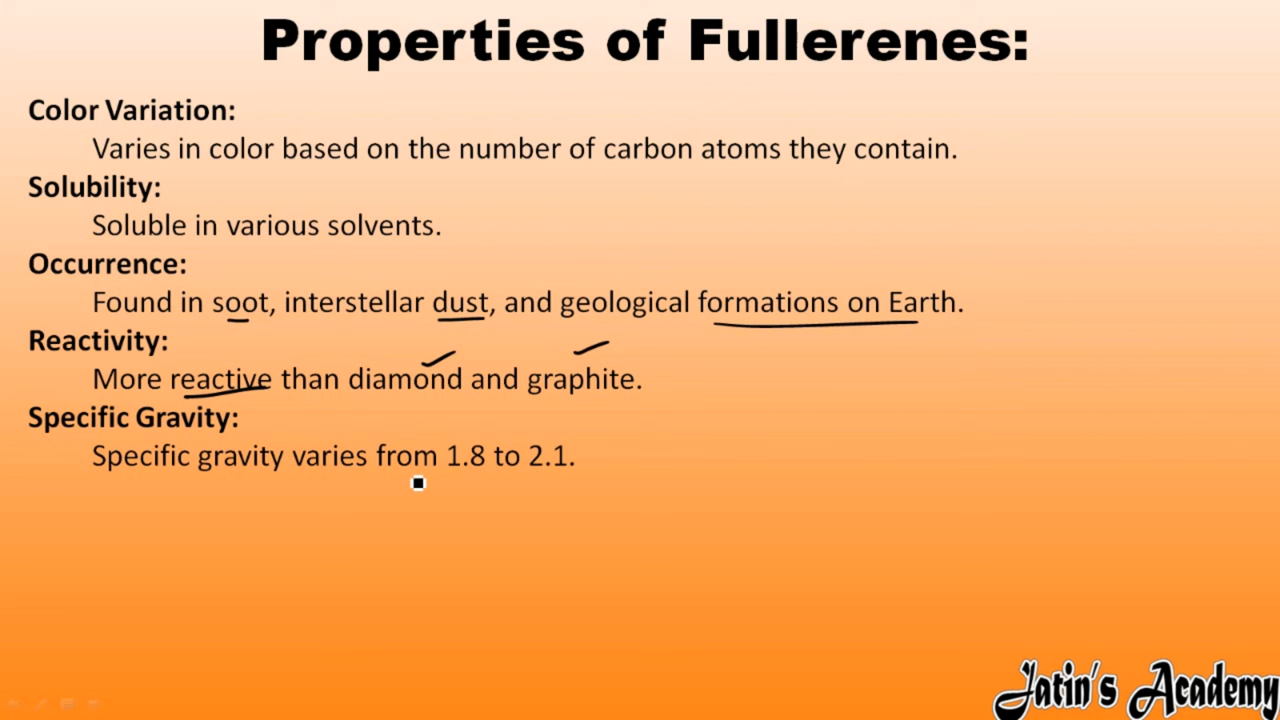 Properties of Fullerenes:
Color Variation:
Varies in color based on the number of carbon atoms they contain.
Solubility:
Soluble in various solvents.
Occurrence:
Found in soot, interstellar dust, and geological formations on Earth.
Reactivity:
More reactive than diamond and graphite.
Specific Gravity:
Specific gravity varies from 1.8 to 2.1.
Jatin's Academy